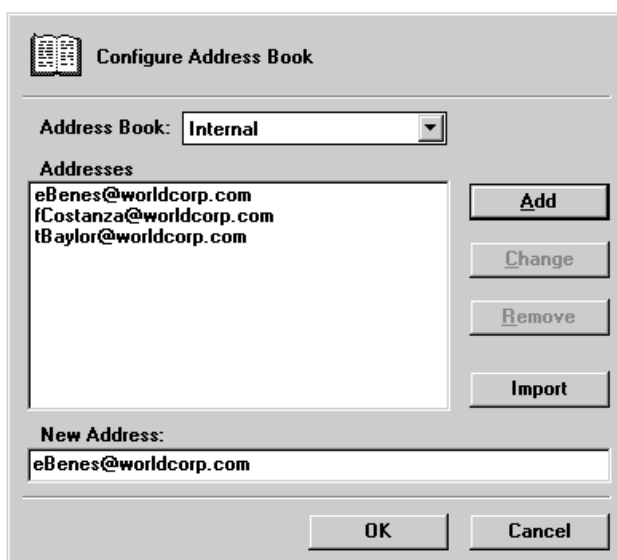 Configure Address Book
Address Book: Internal
Addresses
eBenes@worldcorp.com
fCostanza@worldcorp.com
tBaylor@worldcorp.com
Add
Change
Remove
Import
New Address:
eBenes@worldcorp.com
OK
Cancel